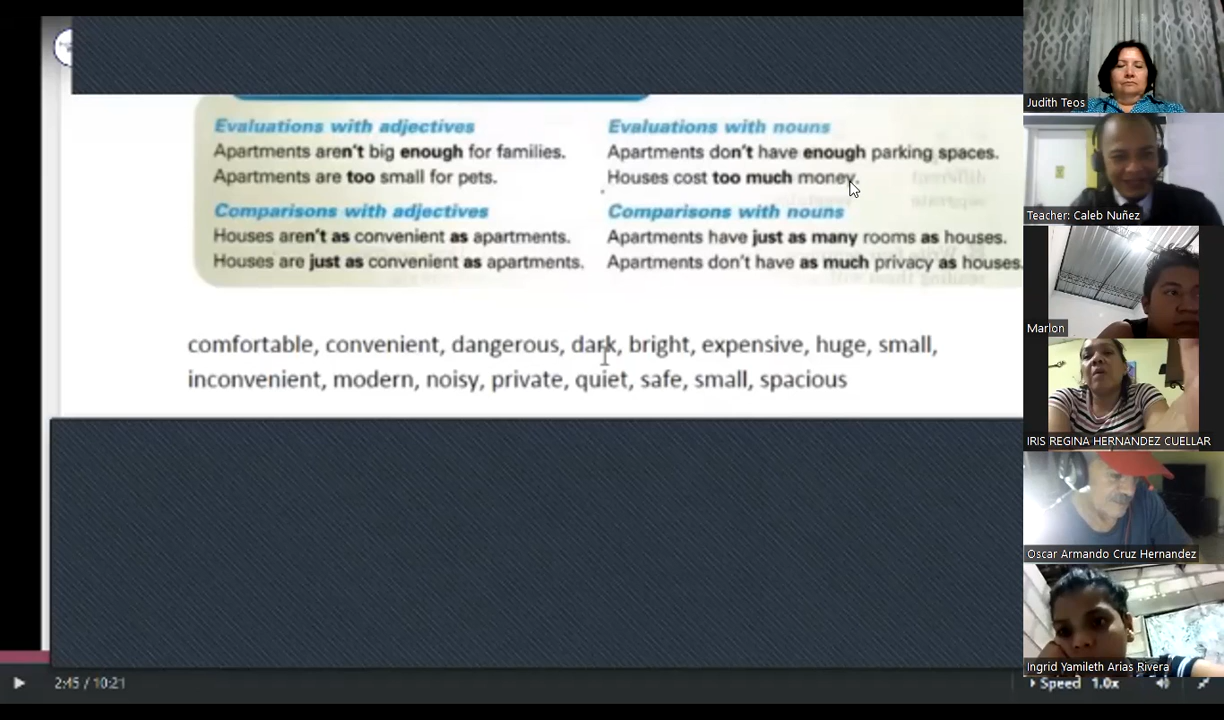 Evaluations with adjectives
Apartments aren't big enough for families.
Apartments are too small for pets.
Comparisons with adjectives
Houses aren't as convenient as apartments.
Houses are just as convenient as apartments.
Evaluations with nouns
Apartments don't have enough parking spaces.
Houses cost too much money.
Comparisons with nouns
Apartments have just as many rooms as houses.
Apartments don't have as much privacy as houses.
comfortable, convenient, dangerous, dark, bright, expensive, huge, small,
inconvenient, modern, noisy, private, quiet, safe, small, spacious
2:45 / 10:21
Speed 1.0x
Judith Teos
Teacher: Caleb Nuñez
Marlon
IRIS REGINA HERNANDEZ CUELLAR
Oscar Armando Cruz Hernandez
Ingrid Yamileth Arias Rivera